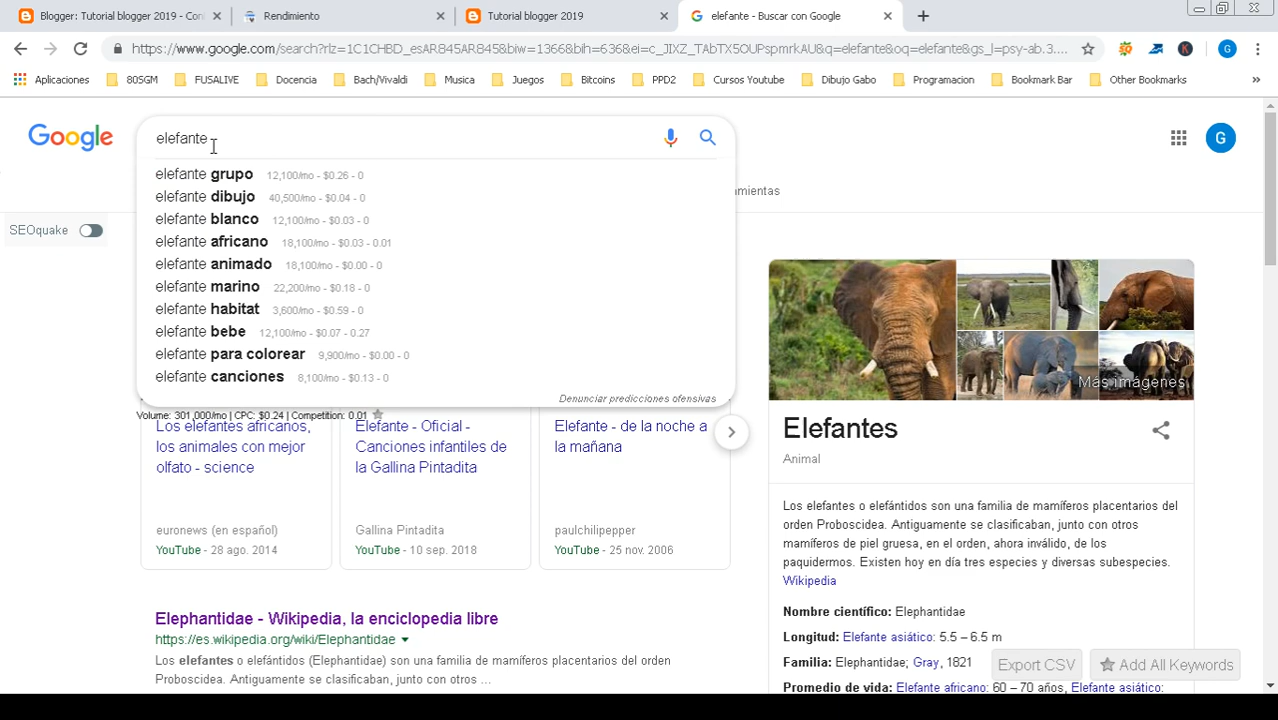 Blogger: Tutorial blogger 2019 - Con
Rendimiento
Tutorial blogger 2019
elefante - Buscar con Google
https://www.google.com/search?rlz=1C1CHBD_esAR845AR845&biw=1366&bih=636&ei=c_JIXZ_TAbTX5OUPspmrkAU&q=elefante&oq=elefante&gs_l=psy-ab.3....
G
Aplicaciones
80SGM
FUSALIVE
Docencia
Bach/Vivaldi
Musica
Juegos
Bitcoins
PPD2
Cursos Youtube
Dibujo Gabo
Programacion
Bookmark Bar
Other Bookmarks
Google
elefante
G
elefante grupo 12,100/mo - $0.26 - 0
elefante dibujo 40,500/mo - $0.04 - 0
elefante blanco 12,100/mo - $0.03 - 0
elefante africano 18,100/mo - $0.03 - 0.01
elefante animado 18,100/mo - $0.00 - 0
elefante marino 22,200/mo - $0.18 - 0
elefante habitat 3,600/mo - $0.59 - 0
elefante bebe 12,100/mo - $0.07 - 0.27
elefante para colorear 9,900/mo - $0.00 - 0
elefante canciones 8,100/mo - $0.13 - 0
Denunciar predicciones ofensivas
amientas
SEOquake
Volume: 301,000/mo | CPC: $0.24 | Competition: 0.01
Los elefantes africanos,
los animales con mejor
olfato - science
euronews (en español)
YouTube - 28 ago. 2014
Elefante - Oficial -
Canciones infantiles de
la Gallina Pintadita
Gallina Pintadita
YouTube - 10 sep. 2018
Elefante - de la noche a
la mañana
paulchilipepper
YouTube - 25 nov. 2006
Elephantidae - Wikipedia, la enciclopedia libre
https://es.wikipedia.org/wiki/Elephantidae
Los elefantes o elefántidos (Elephantidae) son una familia de mamíferos placentarios del orden
Proboscidea. Antiguamente se clasificaban, junto con otros ...
Más imágenes
Elefantes
Animal
Los elefantes o elefántidos son una familia de mamíferos placentarios del
orden Proboscidea. Antiguamente se clasificaban, junto con otros
mamíferos de piel gruesa, en el orden, ahora inválido, de los
paquidermos. Existen hoy en día tres especies y diversas subespecies.
Wikipedia
Nombre científico: Elephantidae
Longitud: Elefante asiático: 5.5 – 6.5 m
Familia: Elephantidae; Gray, 1821
Promedio de vida: Elefante africano: 60 – 70 años, Elefante asiático:
Export CSV
Add All Keywords